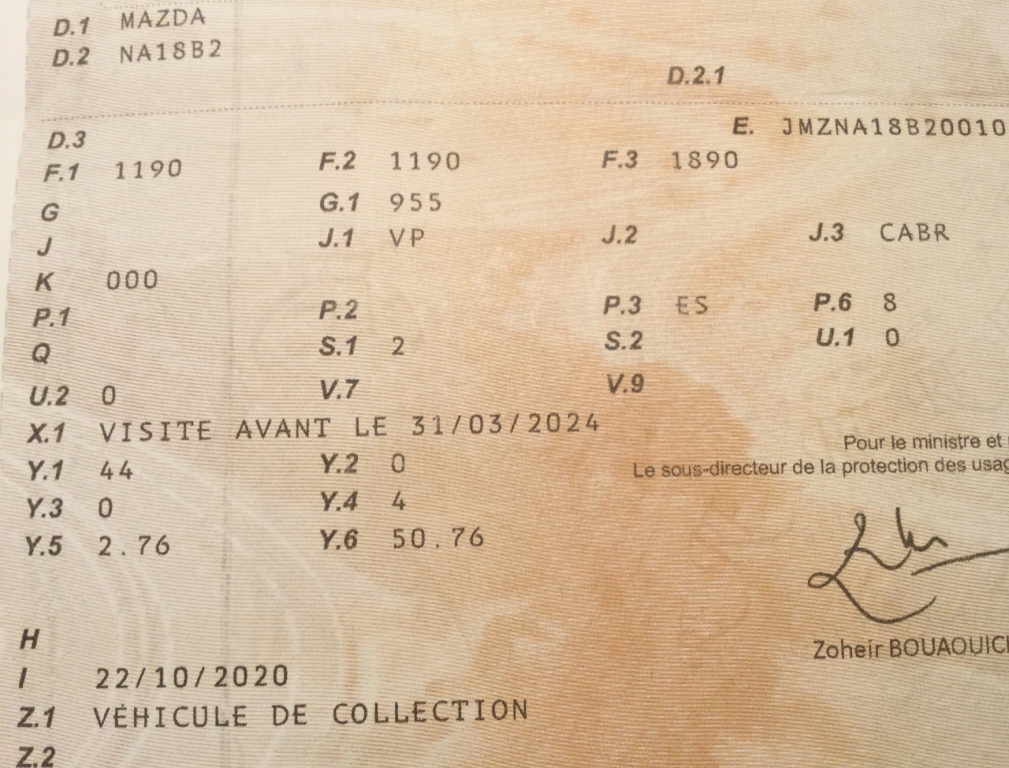 D.1 MAZDA
D.2 NA18B2
D.2.1
D.3
E. JMZNA18B20010
F.1 1190 F.2 1190 F.3 1890
G G.1 955
J J.1 VP J.2 J.3 CABR
K 000
P.1 P.2 P.3 ES P.6 8
Q S.1 2 S.2 U.1 0
U.2 0 V.7 V.9
X.1 VISITE AVANT LE 31/03/2024
Pour le ministre et
Y.1 44 Y.2 0
Le sous-directeur de la protection des usag
Y.3 0 Y.4 4
Y.5 2.76 Y.6 50.76
H
Zoheir BOUAOUICH
I 22/10/2020
Z.1 VÉHICULE DE COLLECTION
Z.2